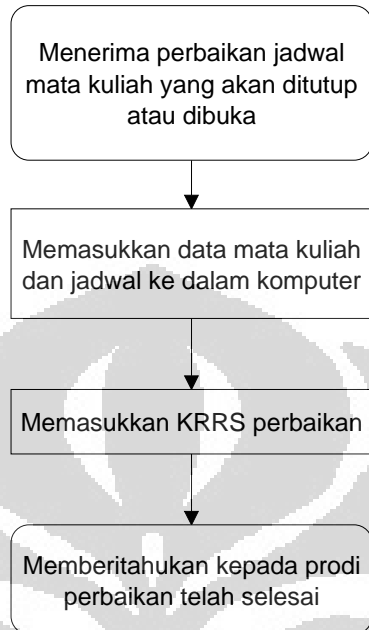 Menerima perbaikan jadwal
mata kuliah yang akan ditutup
atau dibuka
Memasukkan data mata kuliah
dan jadwal ke dalam komputer
Memasukkan KRRS perbaikan
Memberitahukan kepada prodi
perbaikan telah selesai